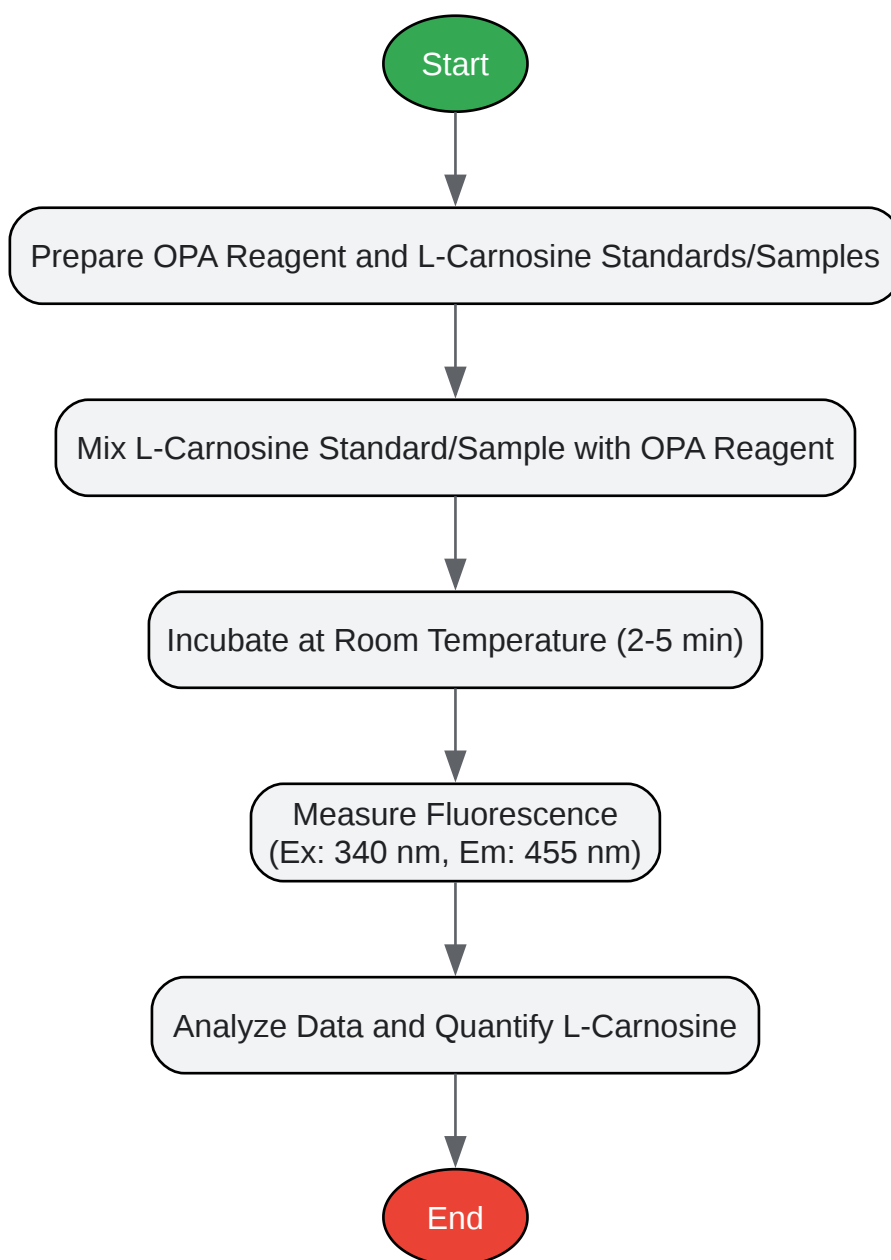 Start
Prepare OPA Reagent and L-Carnosine Standards/Samples
Mix L-Carnosine Standard/Sample with OPA Reagent
Incubate at Room Temperature (2-5 min)
Measure Fluorescence
(Ex: 340 nm, Em: 455 nm)
Analyze Data and Quantify L-Carnosine
End